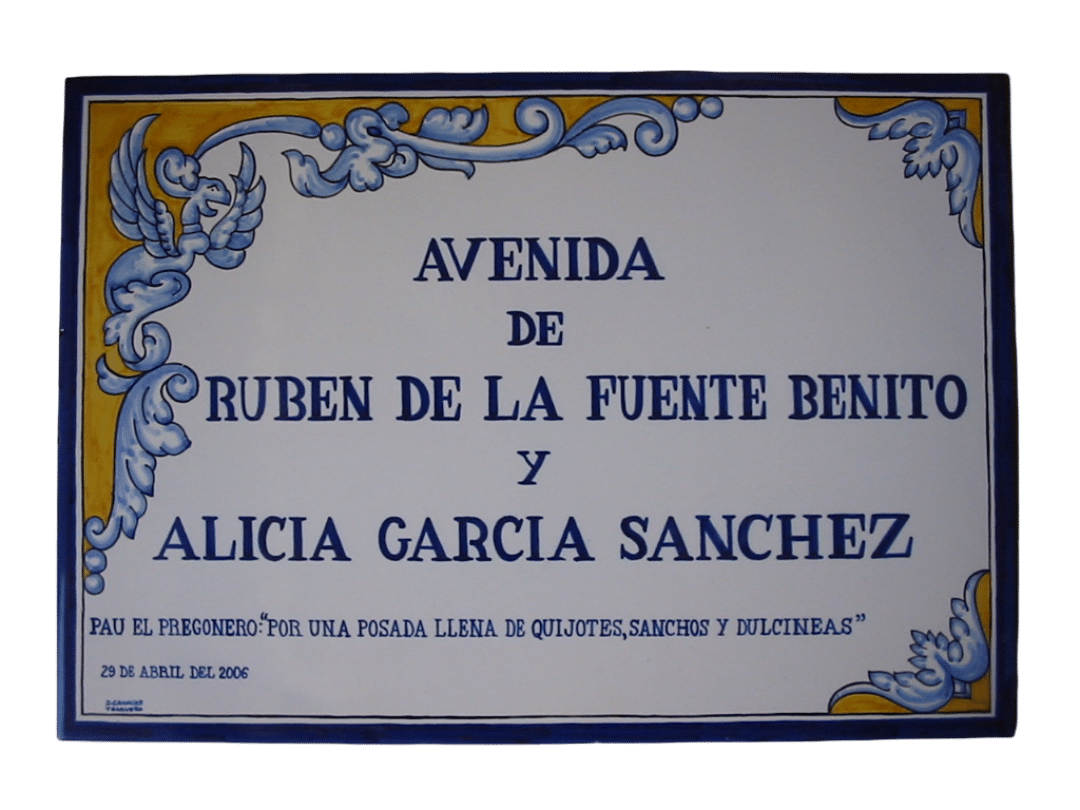 AVENIDA
DE
RUBEN DE LA FUENTE BENITO
Y
ALICIA GARCIA SANCHEZ
PAU EL PREGONERO: "POR UNA POSADA LLENA DE QUIJOTES, SANCHOS Y DULCINEAS"
29 DE ABRIL DEL 2006